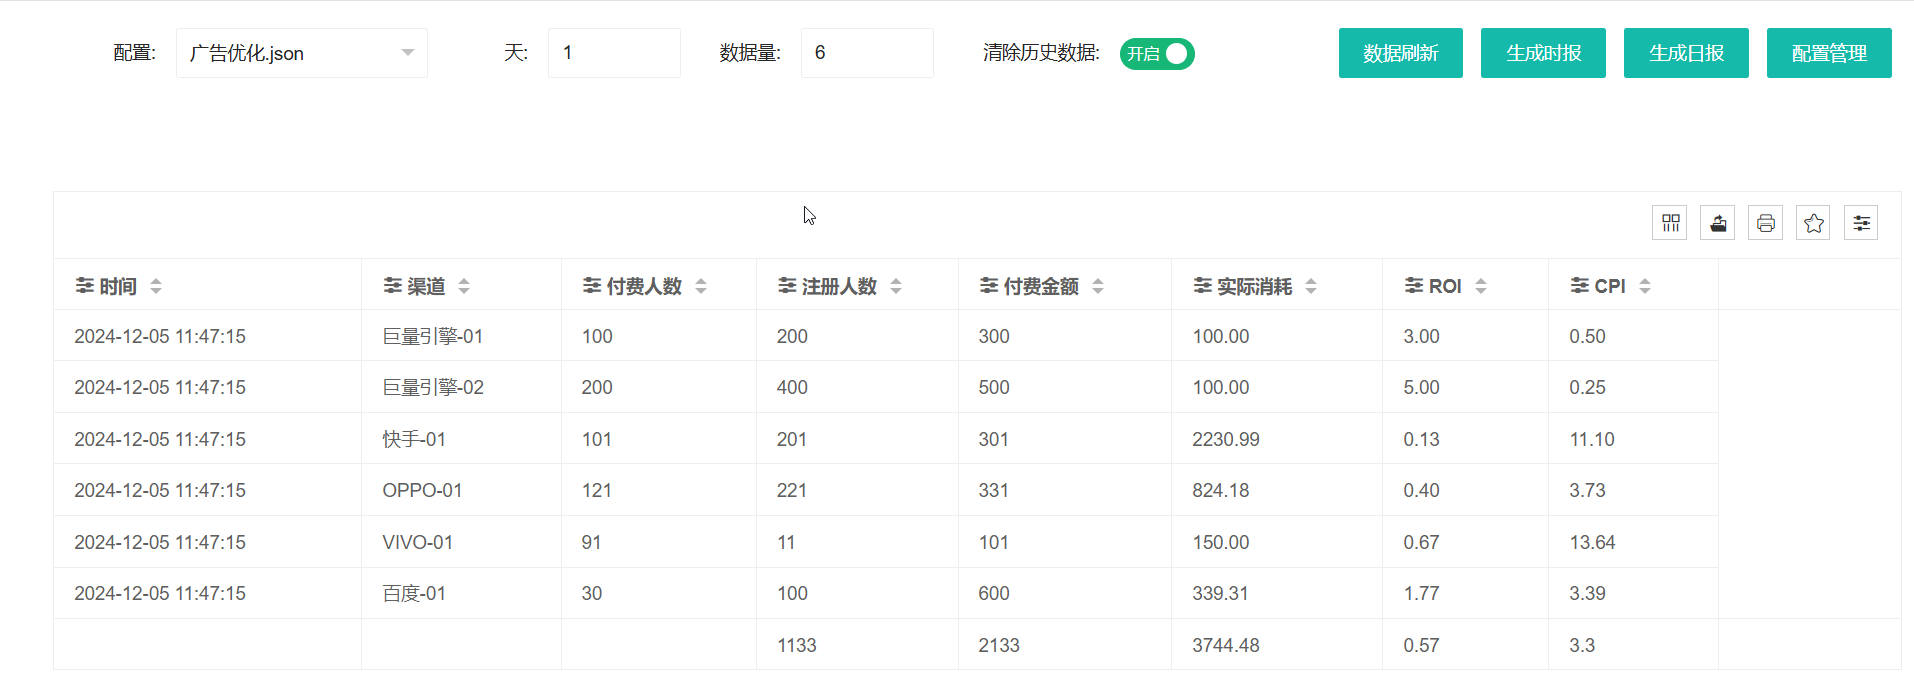 配置: 广告优化.json 天: 1 数据量: 6 清除历史数据: 开启 数据刷新 生成时报 生成日报 配置管理
时间 渠道 付费人数 注册人数 付费金额 实际消耗 ROI CPI
2024-12-05 11:47:15 巨量引擎-01 100 200 300 100.00 3.00 0.50
2024-12-05 11:47:15 巨量引擎-02 200 400 500 100.00 5.00 0.25
2024-12-05 11:47:15 快手-01 101 201 301 2230.99 0.13 11.10
2024-12-05 11:47:15 OPPO-01 121 221 331 824.18 0.40 3.73
2024-12-05 11:47:15 VIVO-01 91 11 101 150.00 0.67 13.64
2024-12-05 11:47:15 百度-01 30 100 600 339.31 1.77 3.39
1133 2133 3744.48 0.57 3.3